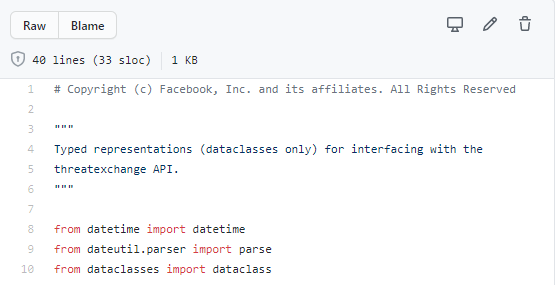 Raw Blame
40 lines (33 sloc) 1 KB
1 # Copyright (c) Facebook, Inc. and its affiliates. All Rights Reserved
2
3 """
4 Typed representations (dataclasses only) for interfacing with the
5 threatexchange API.
6 """
7
8 from datetime import datetime
9 from dateutil.parser import parse
10 from dataclasses import dataclass